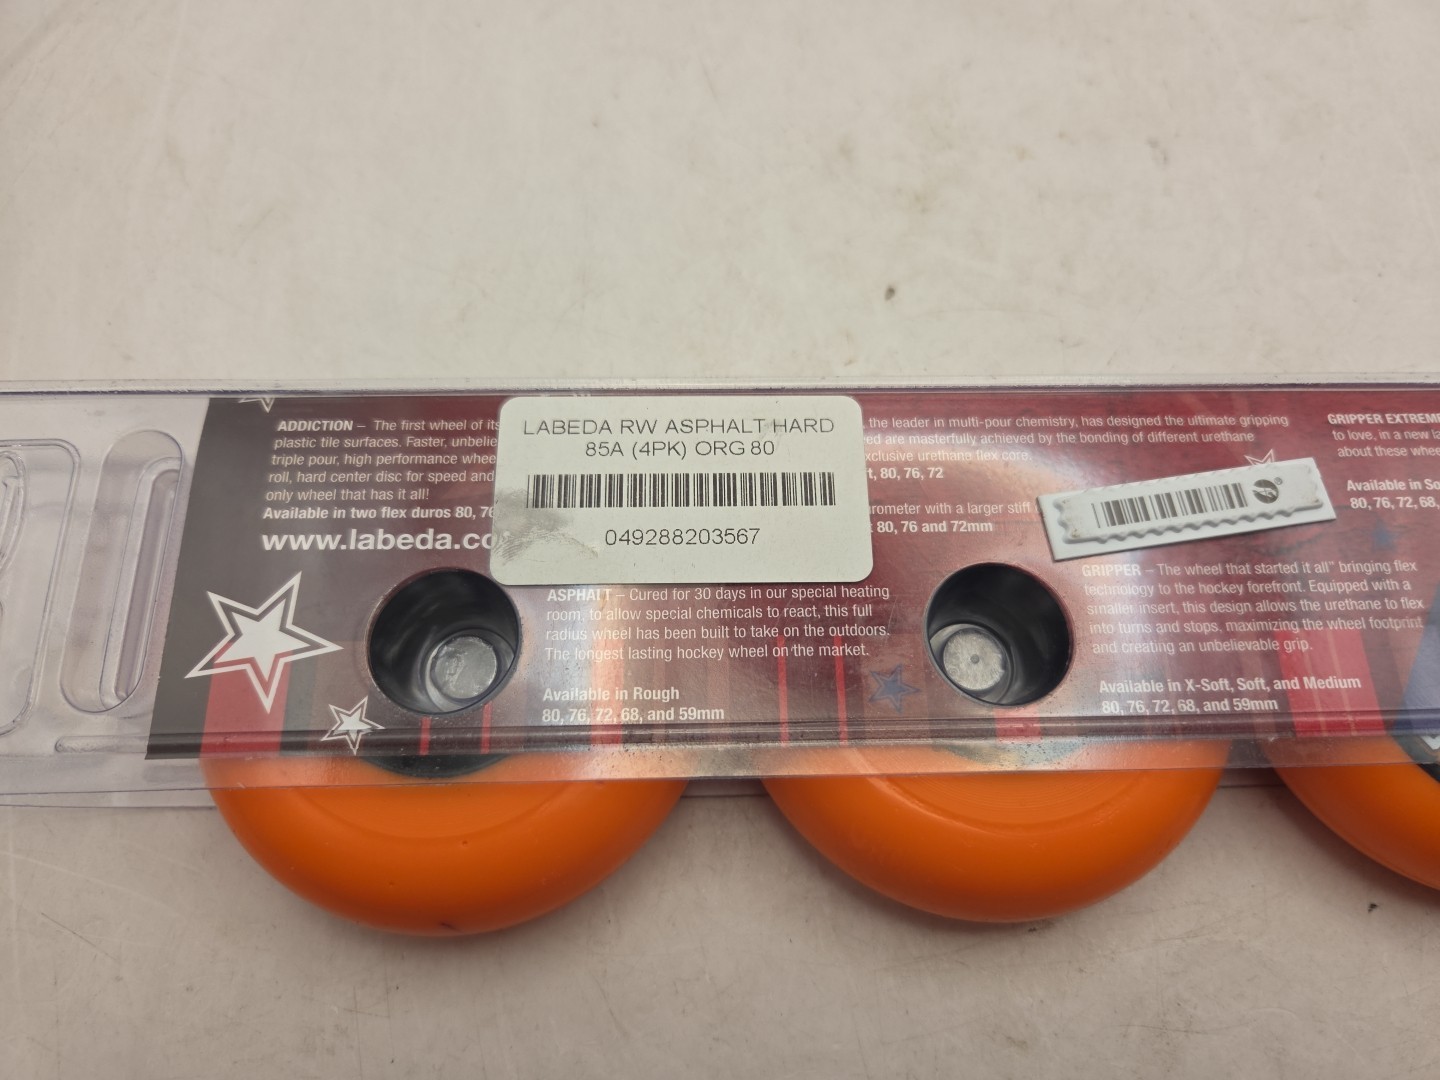 ADDICTION – The first wheel of its
plastic tile surfaces. Faster, unbelie
triple pour, high performance whee
roll, hard center disc for speed and
only wheel that has it all!
Available in two flex duros 80, 76
www.labeda.co
LABEDA RW ASPHALT HARD
85A (4PK) ORG 80
049288203567
ASPHALT – Cured for 30 days in our special heating
room, to allow special chemicals to react, this full
radius wheel has been built to take on the outdoors.
The longest lasting hockey wheel on the market.
Available in Rough
80, 76, 72, 68, and 59mm
the leader in multi-pour chemistry, has designed the ultimate gripping
ed are masterfully achieved by the bonding of different urethane
xclusive urethane flex core.
t, 80, 76, 72
urometer with a larger stiff
80, 76 and 72mm
GRIPPER – The wheel that started it all" bringing flex
technology to the hockey forefront. Equipped with a
smaller insert, this design allows the urethane to flex
into turns and stops, maximizing the wheel footprint
and creating an unbelievable grip.
Available in X-Soft, Soft, and Medium
80, 76, 72, 68, and 59mm
GRIPPER EXTREME
to love, in a new la
about these whee
Available in So
80, 76, 72, 68,